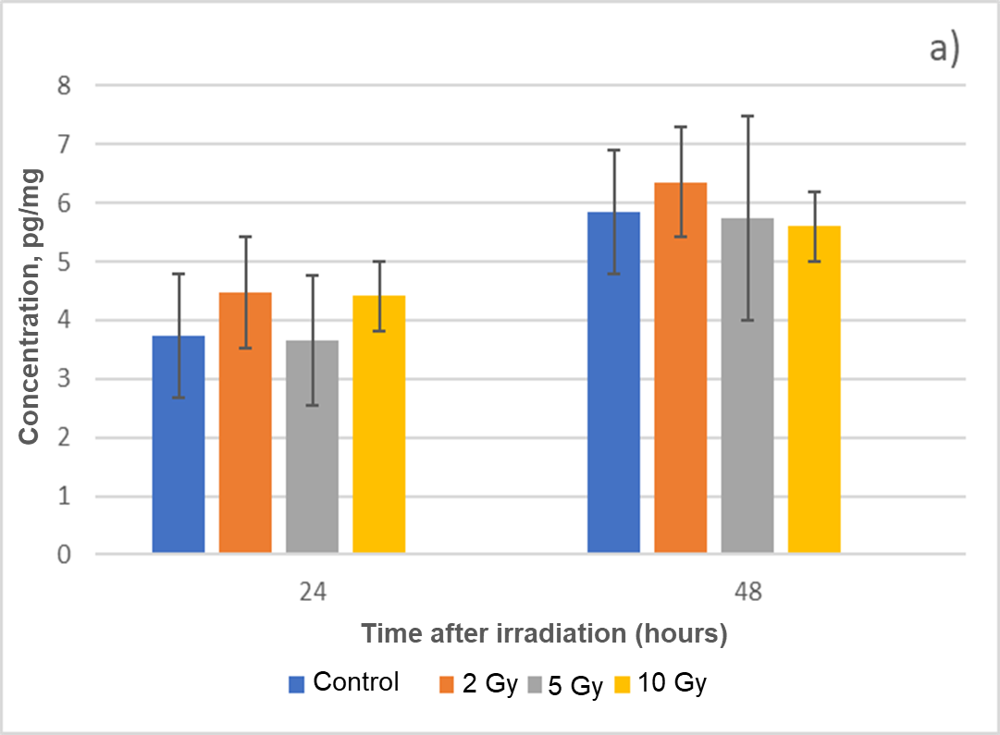 a)
8
7
6
5
4
3
2
1
0
Concentration, pg/mg
24 48
Time after irradiation (hours)
Control 2 Gy 5 Gy 10 Gy